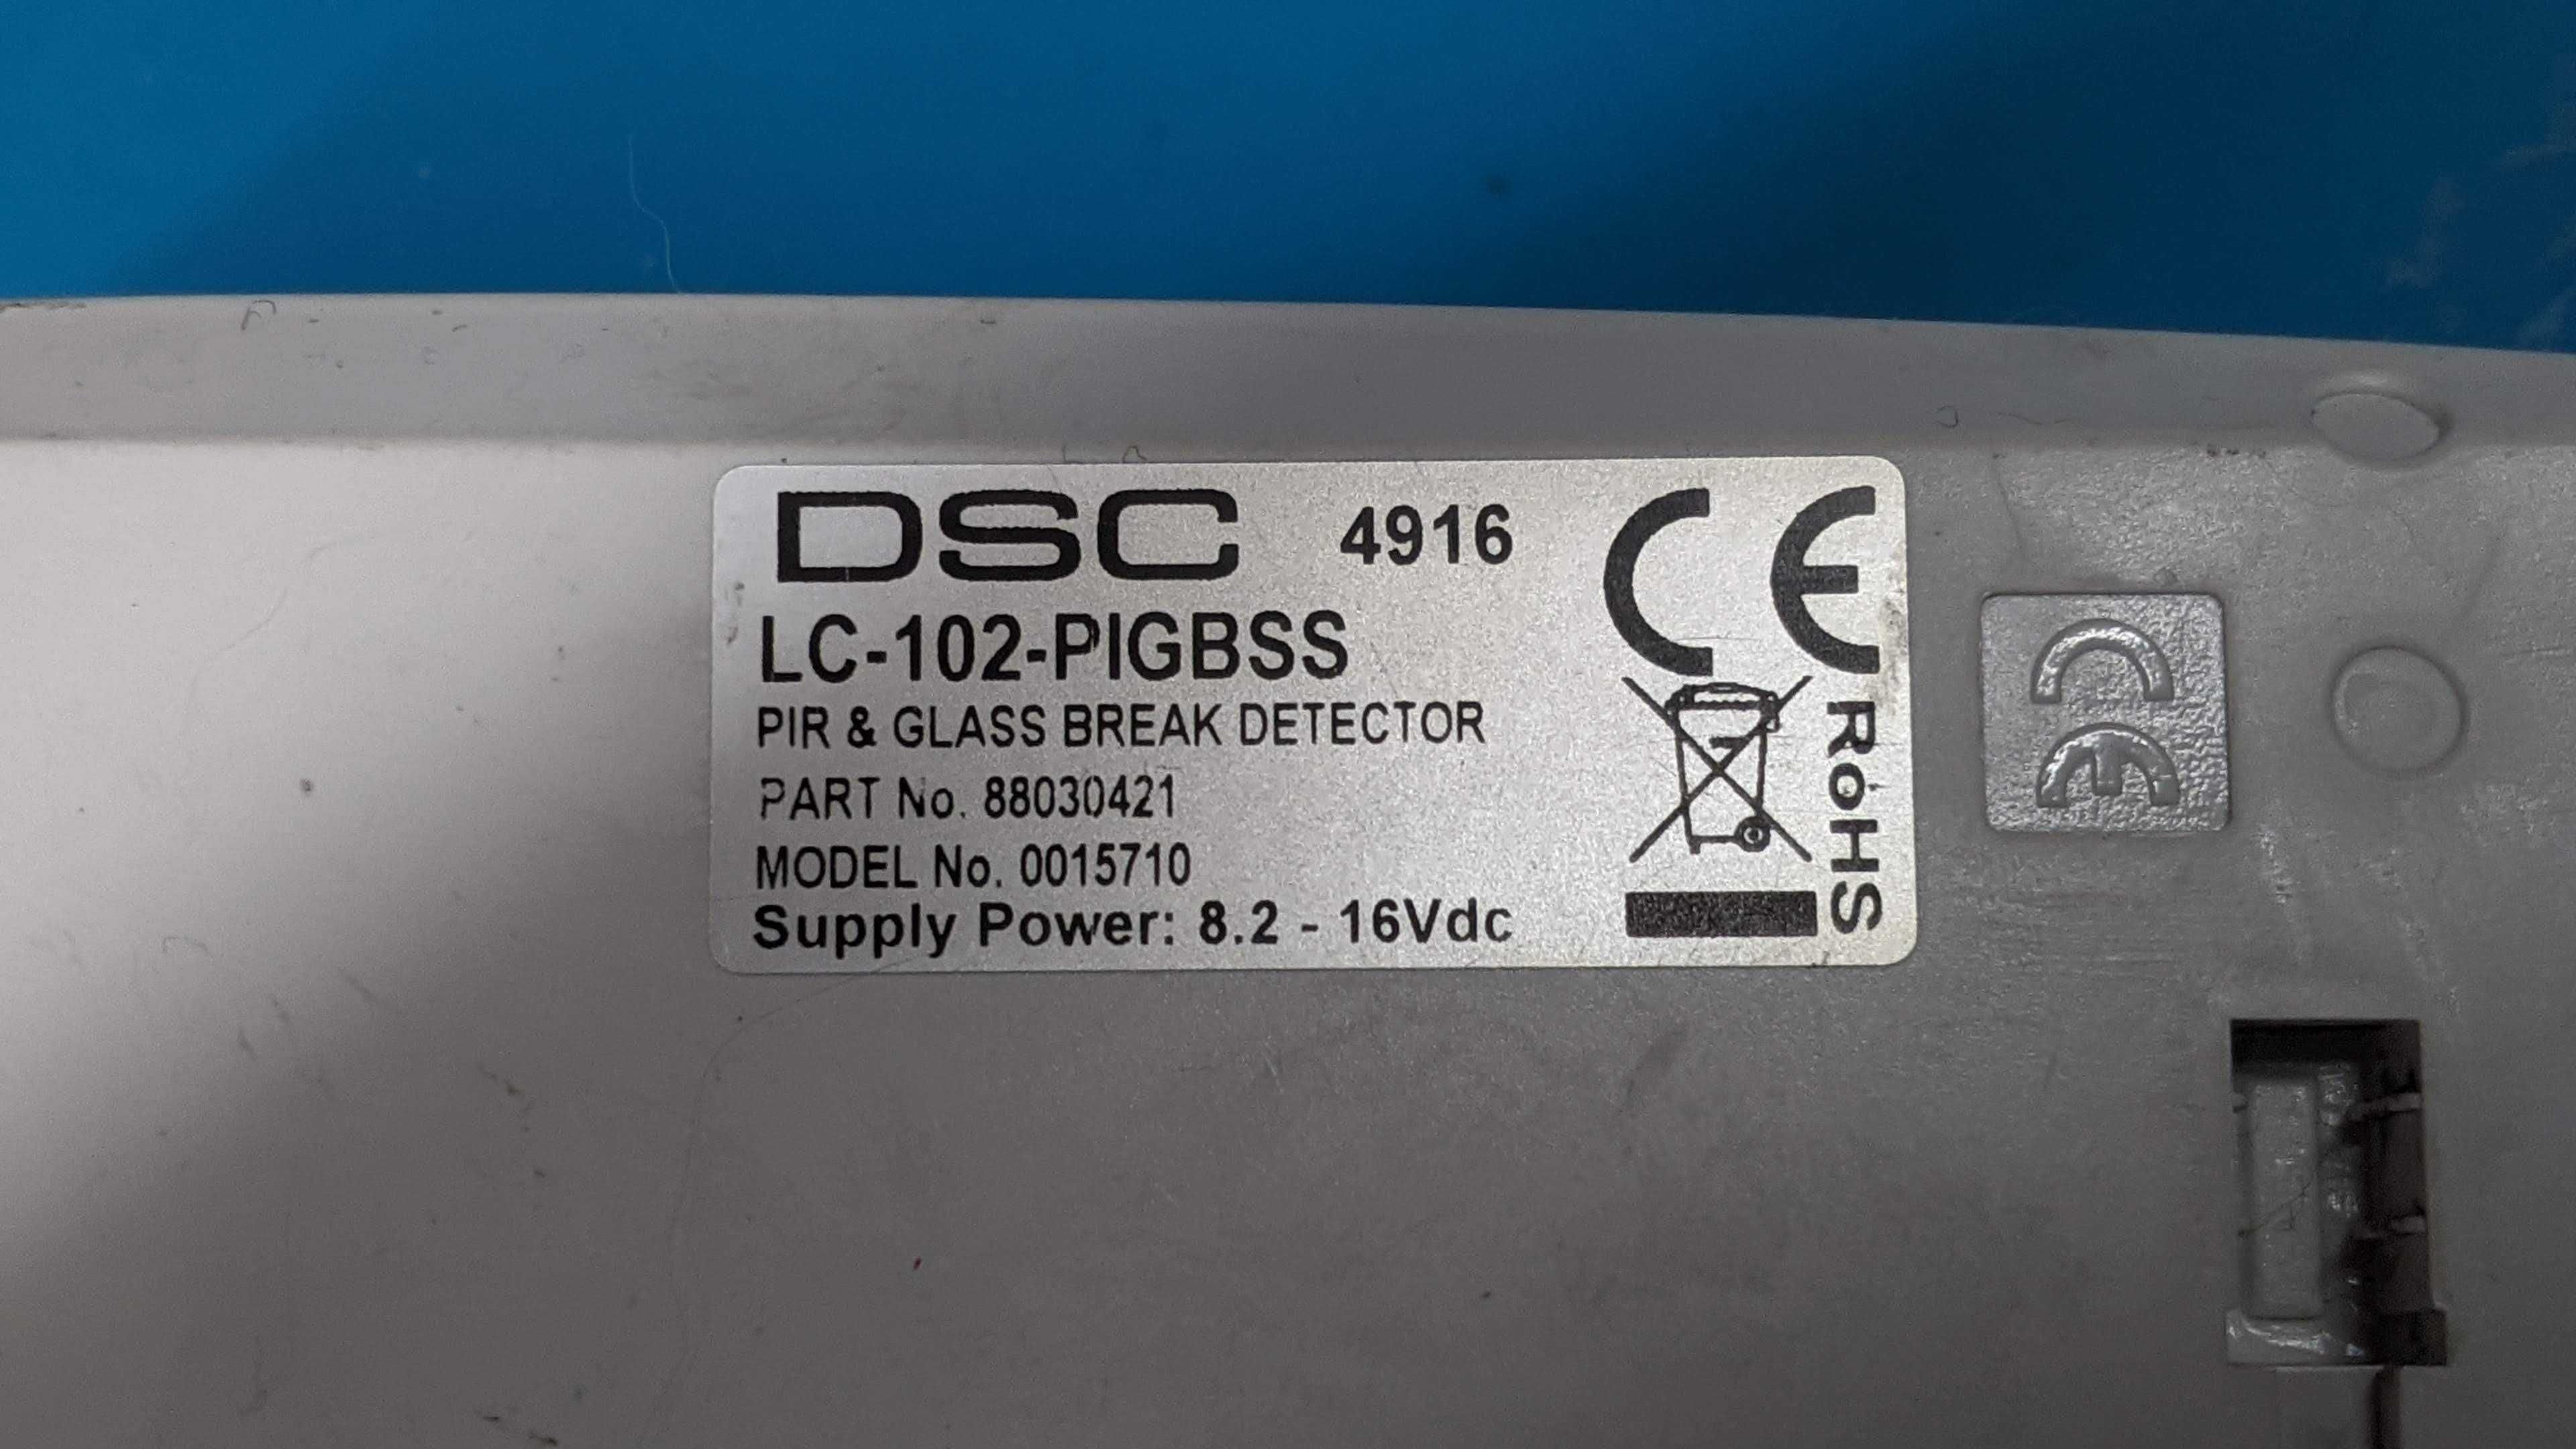 DSC 4916 CE
LC-102-PIGBSS
PIR & GLASS BREAK DETECTOR
PART No. 88030421
MODEL No. 0015710
Supply Power: 8.2 - 16Vdc
RoHS
CE